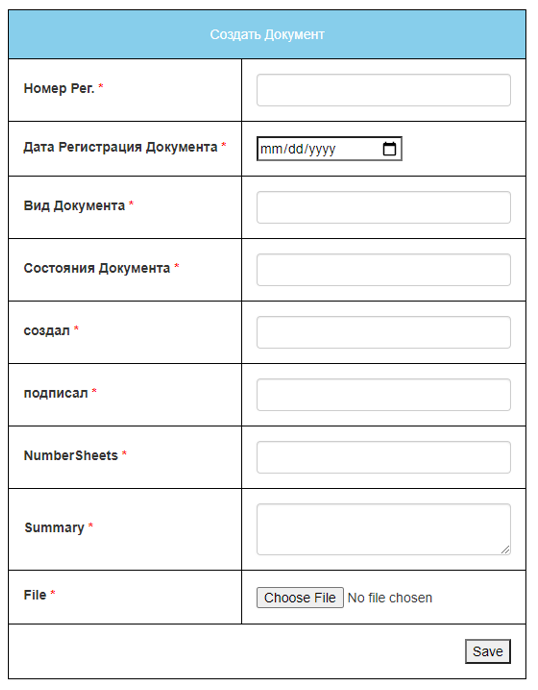 Создать Документ
Номер Рег. *
Дата Регистрация Документа *
mm/dd/yyyy
Вид Документа *
Состояния Документа *
создал *
подписал *
NumberSheets *
Summary *
File *
Choose File No file chosen
Save